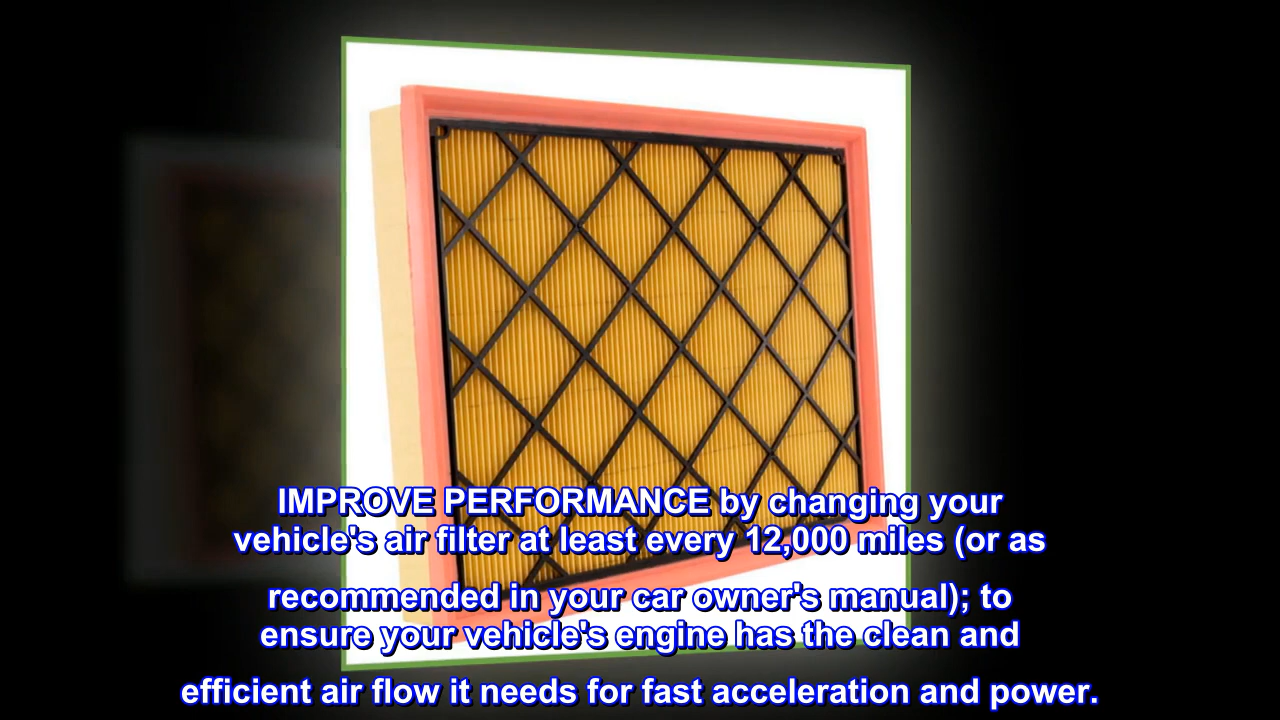 IMPROVE PERFORMANCE by changing your
vehicle's air filter at least every 12,000 miles (or as
recommended in your car owner's manual); to
ensure your vehicle's engine has the clean and
efficient air flow it needs for fast acceleration and power.